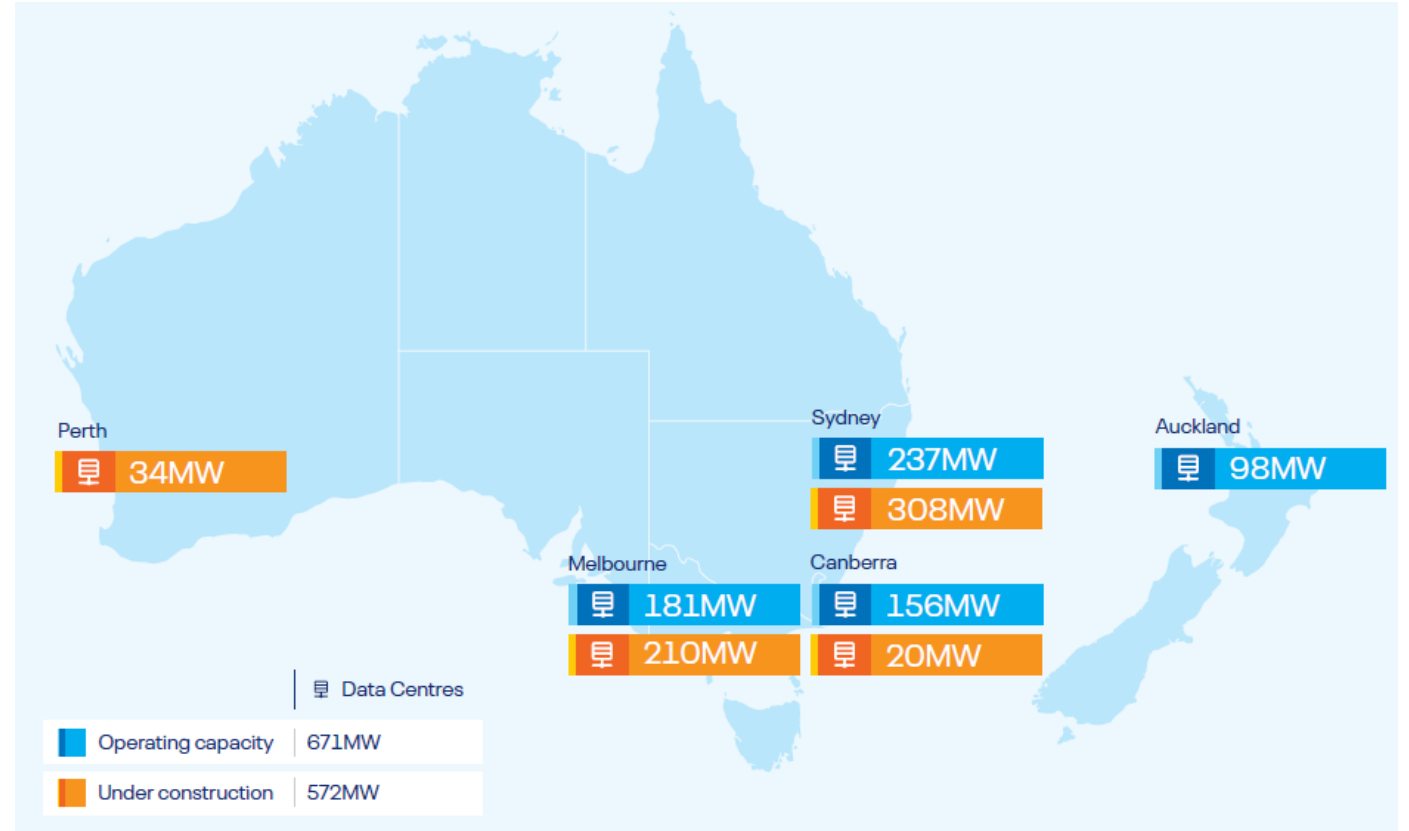 Perth
34MW
Sydney
237MW
308MW
Auckland
98MW
Melbourne
181MW
210MW
Canberra
156MW
20MW
Data Centres
Operating capacity 671MW
Under construction 572MW